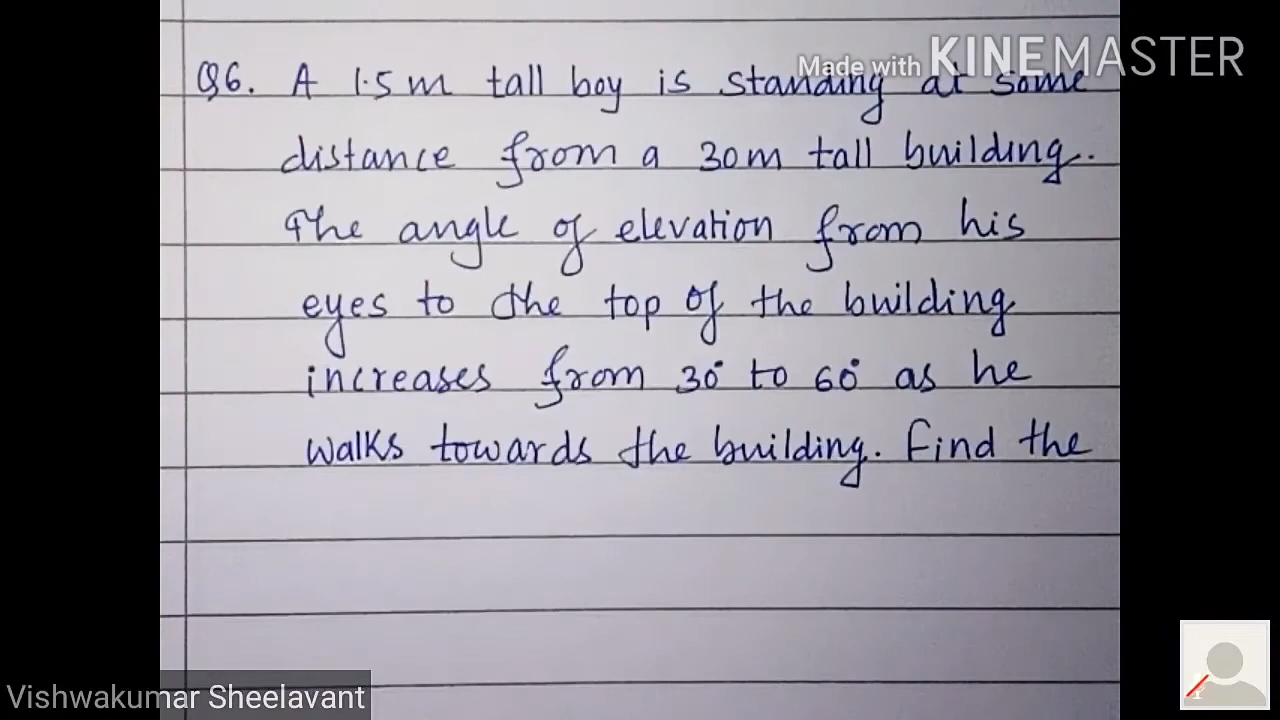 Made with KINEMASTER
Q6. A 1.5m tall boy is standing at some
distance from a 30m tall building.
The angle of elevation from his
eyes to the top of the building
increases from 30° to 60° as he
walks towards the building. Find the
Vishwakumar Sheelavant